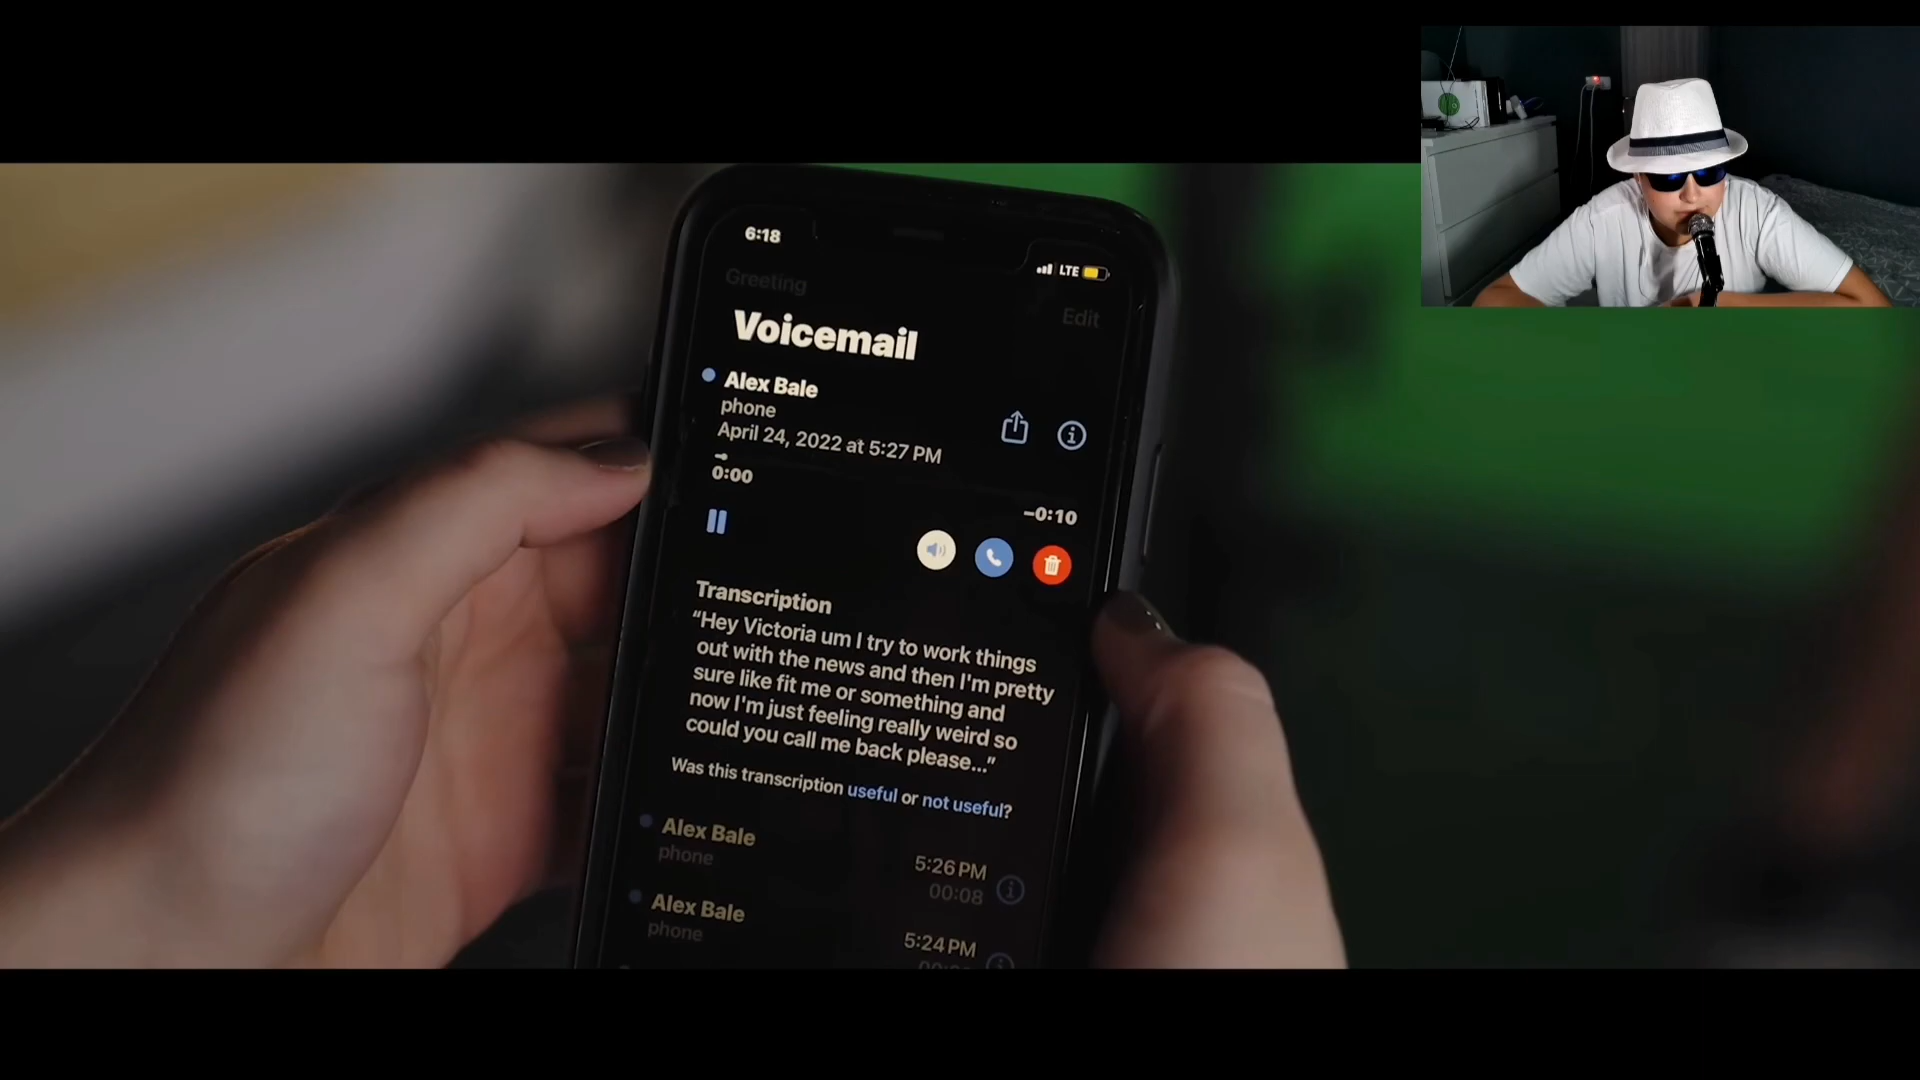 6:18
LTE
Greeting
Edit
Voicemail
Alex Bale
phone
April 24, 2022 at 5:27 PM
0:00
−0:10
Transcription
“Hey Victoria um I try to work things
out with the news and then I'm pretty
sure like fit me or something and
now I'm just feeling really weird so
could you call me back please...”
Was this transcription useful or not useful?
Alex Bale
phone
5:26 PM
00:08
Alex Bale
phone
5:24 PM